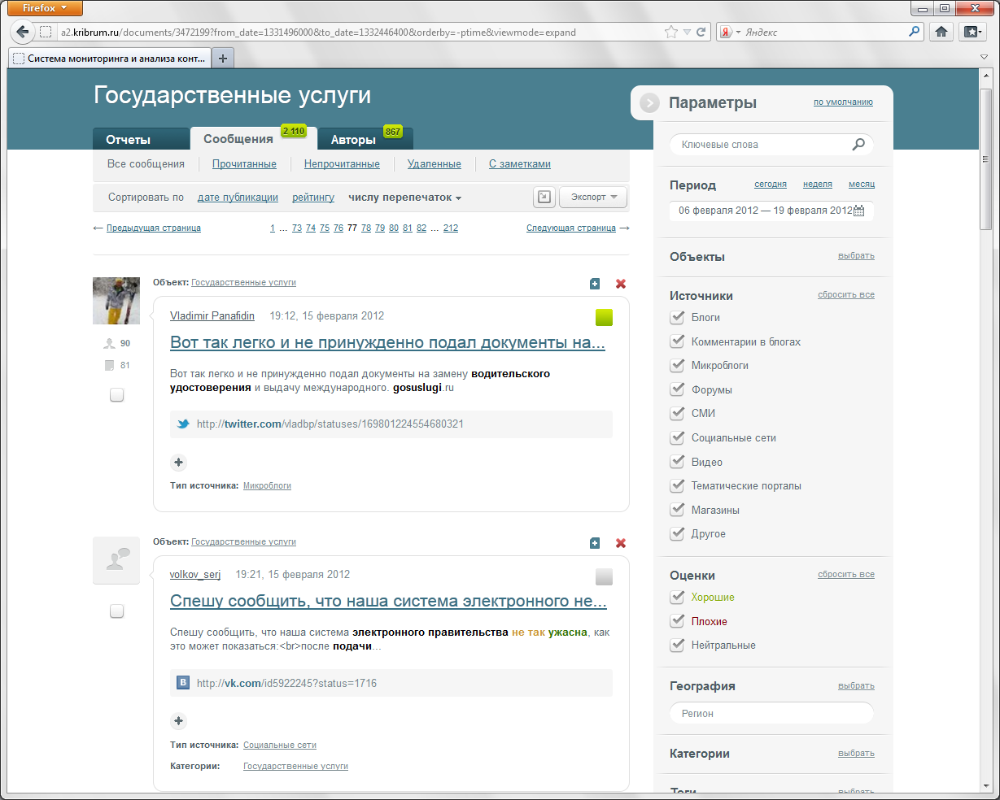 Firefox
a2.kribrum.ru/documents/3472199?from_date=1331496000&to_date=1332446400&orderby=-ptime&viewmode=expand
Яндекс
Система мониторинга и анализа конт...
Государственные услуги
Отчеты
Сообщения 2 110
Авторы 867
Все сообщения Прочитанные Непрочитанные Удаленные С заметками
Сортировать по дате публикации рейтингу числу перепечаток
Экспорт
← Предыдущая страница 1 ... 73 74 75 76 77 78 79 80 81 82 ... 212 Следующая страница →
Объект: Государственные услуги
Vladimir Panafidin 19:12, 15 февраля 2012
90
81
Вот так легко и не принужденно подал документы на...
Вот так легко и не принужденно подал документы на замену водительского
удостоверения и выдачу международного. gosuslugi.ru
http://twitter.com/vladbp/statuses/169801224554680321
Тип источника: Микроблоги
Объект: Государственные услуги
volkov_serj 19:21, 15 февраля 2012
Спешу сообщить, что наша система электронного не...
Спешу сообщить, что наша система электронного правительства не так ужасна, как
это может показаться:<br>после подачи...
http://vk.com/id5922245?status=1716
Тип источника: Социальные сети
Категории: Государственные услуги
Параметры по умолчанию
Ключевые слова
Период сегодня неделя месяц
06 февраля 2012 — 19 февраля 2012
Объекты выбрать
Источники сбросить все
Блоги
Комментарии в блогах
Микроблоги
Форумы
СМИ
Социальные сети
Видео
Тематические порталы
Магазины
Другое
Оценки сбросить все
Хорошие
Плохие
Нейтральные
География выбрать
Регион
Категории выбрать
Теги выбрать